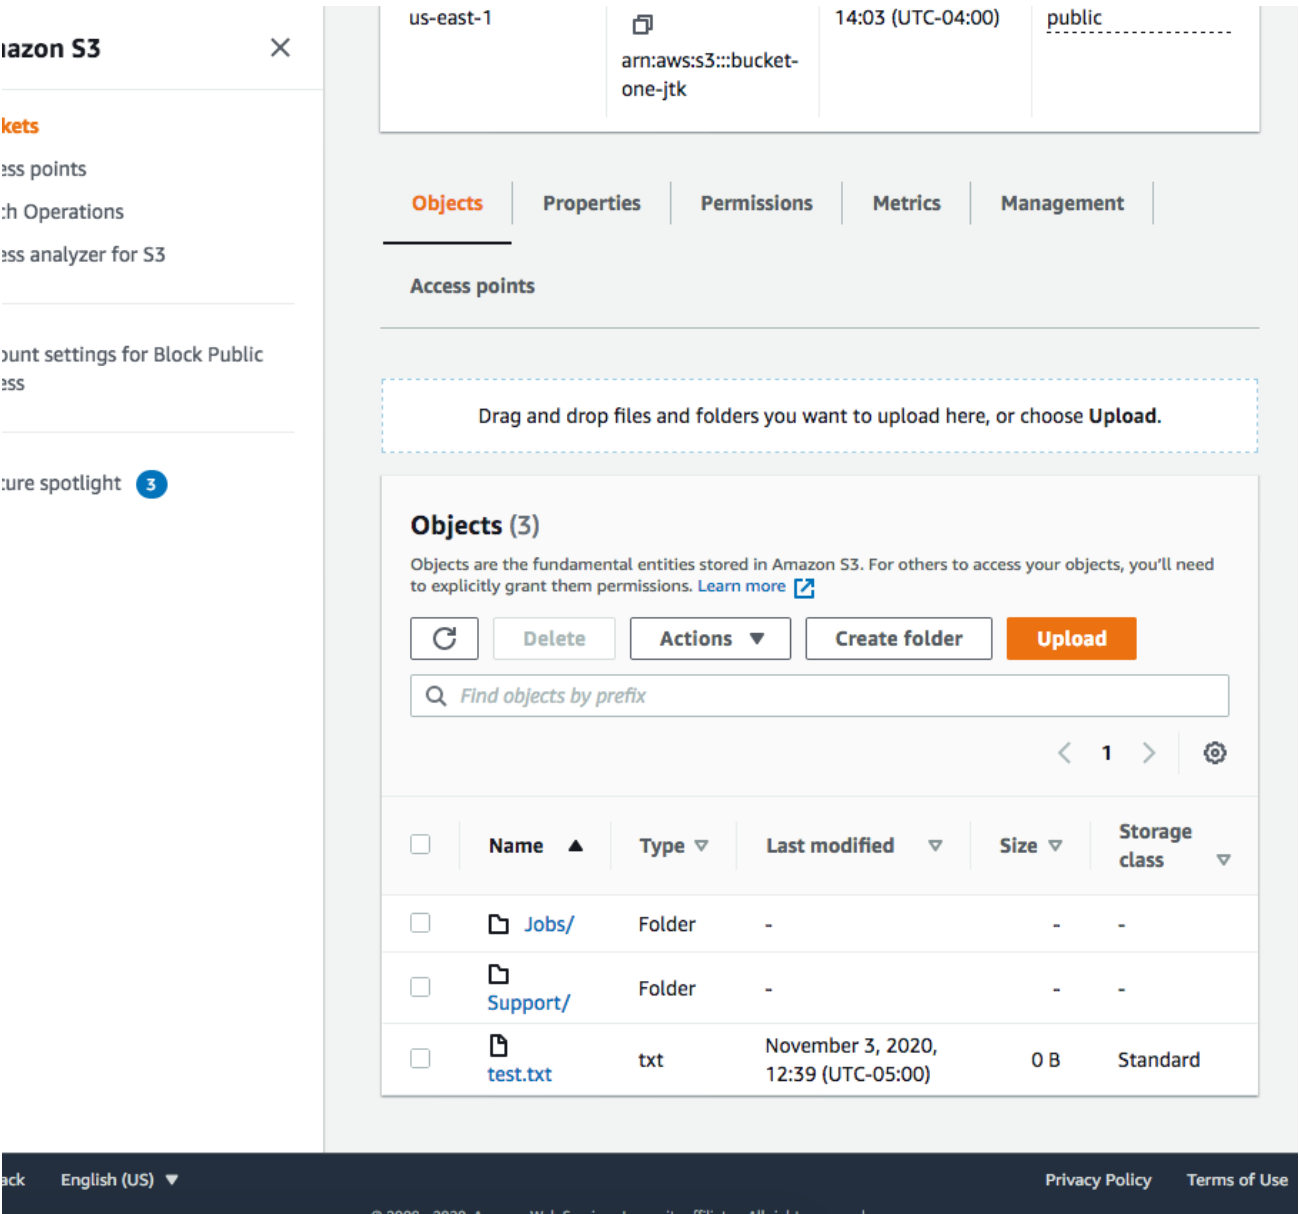 us-east-1
14:03 (UTC-04:00)
public
arn:aws:s3:::bucket-
one-jtk
azon S3
kets
ess points
ch Operations
ess analyzer for S3
ount settings for Block Public
ess
ture spotlight 3
Objects
Properties
Permissions
Metrics
Management
Access points
Drag and drop files and folders you want to upload here, or choose Upload.
Objects (3)
Objects are the fundamental entities stored in Amazon S3. For others to access your objects, you'll need
to explicitly grant them permissions. Learn more
Delete
Actions
Create folder
Upload
Find objects by prefix
1
Name
Type
Last modified
Size
Storage
class
Jobs/
Folder
-
-
-
Support/
Folder
-
-
-
test.txt
txt
November 3, 2020,
12:39 (UTC-05:00)
0 B
Standard
ack
English (US)
Privacy Policy
Terms of Use